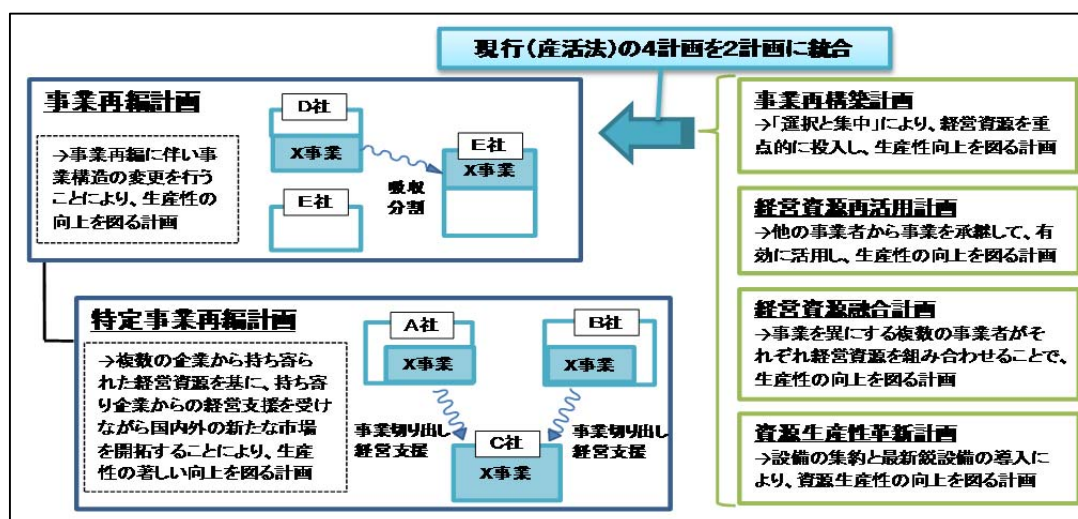 現行(産活法)の4計画を2計画に統合
事業再編計画
→事業再編に伴い事
業構造の変更を行う
ことにより、生産性の
向上を図る計画
D社
X事業
E社
吸収
分割
E社
X事業
特定事業再編計画
→複数の企業から持ち寄ら
れた経営資源を基に、持ち寄
り企業からの経営支援を受け
ながら国内外の新たな市場
を開拓することにより、生産
性の著しい向上を図る計画
A社
X事業
B社
X事業
事業切り出し
経営支援
事業切り出し
経営支援
C社
X事業
事業再構築計画
→「選択と集中」により、経営資源を重
点的に投入し、生産性向上を図る計画
経営資源再活用計画
→他の事業者から事業を承継して、有
効に活用し、生産性の向上を図る計画
経営資源融合計画
→事業を異にする複数の事業者がそ
れぞれ経営資源を組み合わせることで、
生産性の向上を図る計画
資源生産性革新計画
→設備の集約と最新鋭設備の導入に
より、資源生産性の向上を図る計画